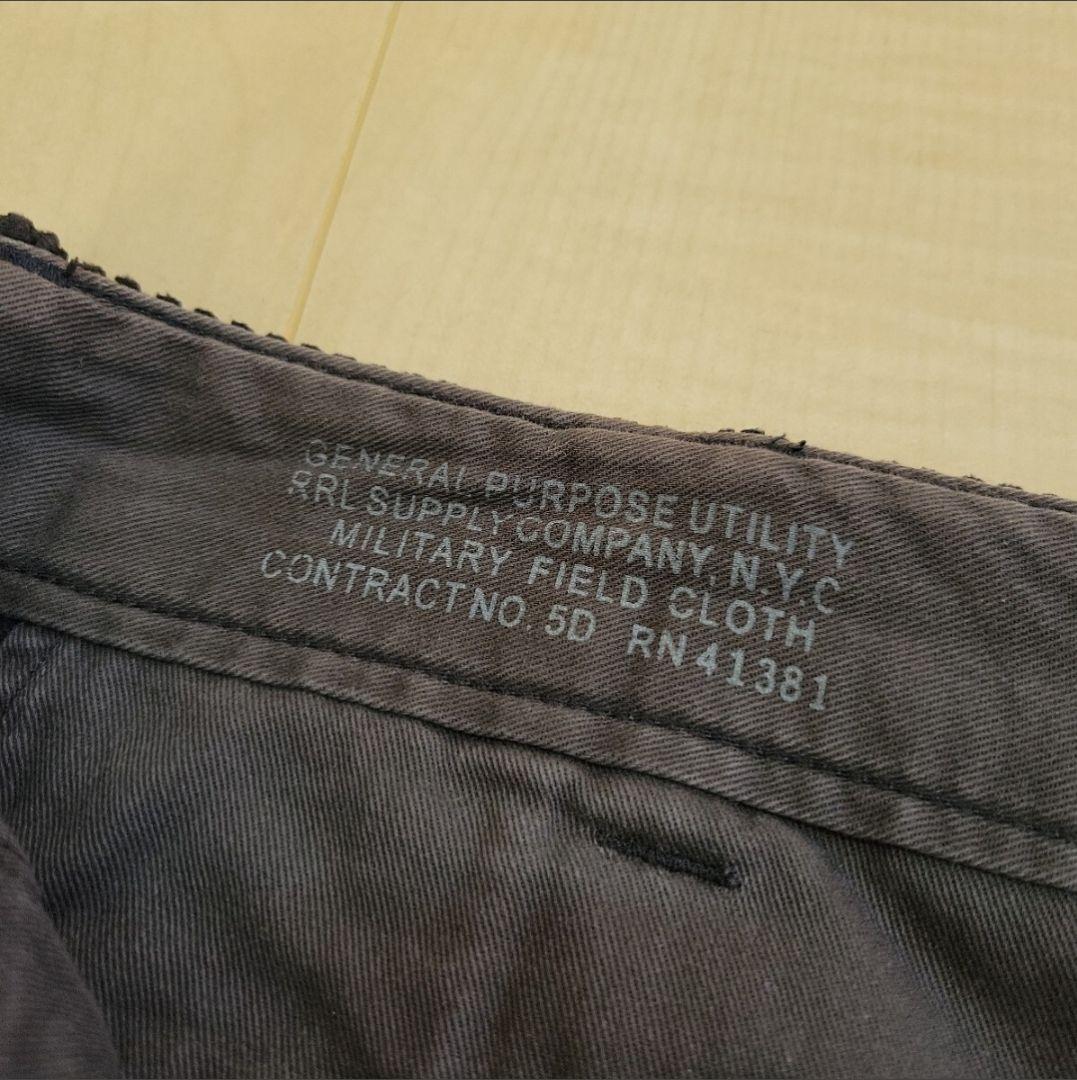 GENERAL PURPOSE UTILITY
RRL SUPPLY COMPANY, N.Y.C
MILITARY FIELD CLOTH
CONTRACT NO. 5D RN 41381